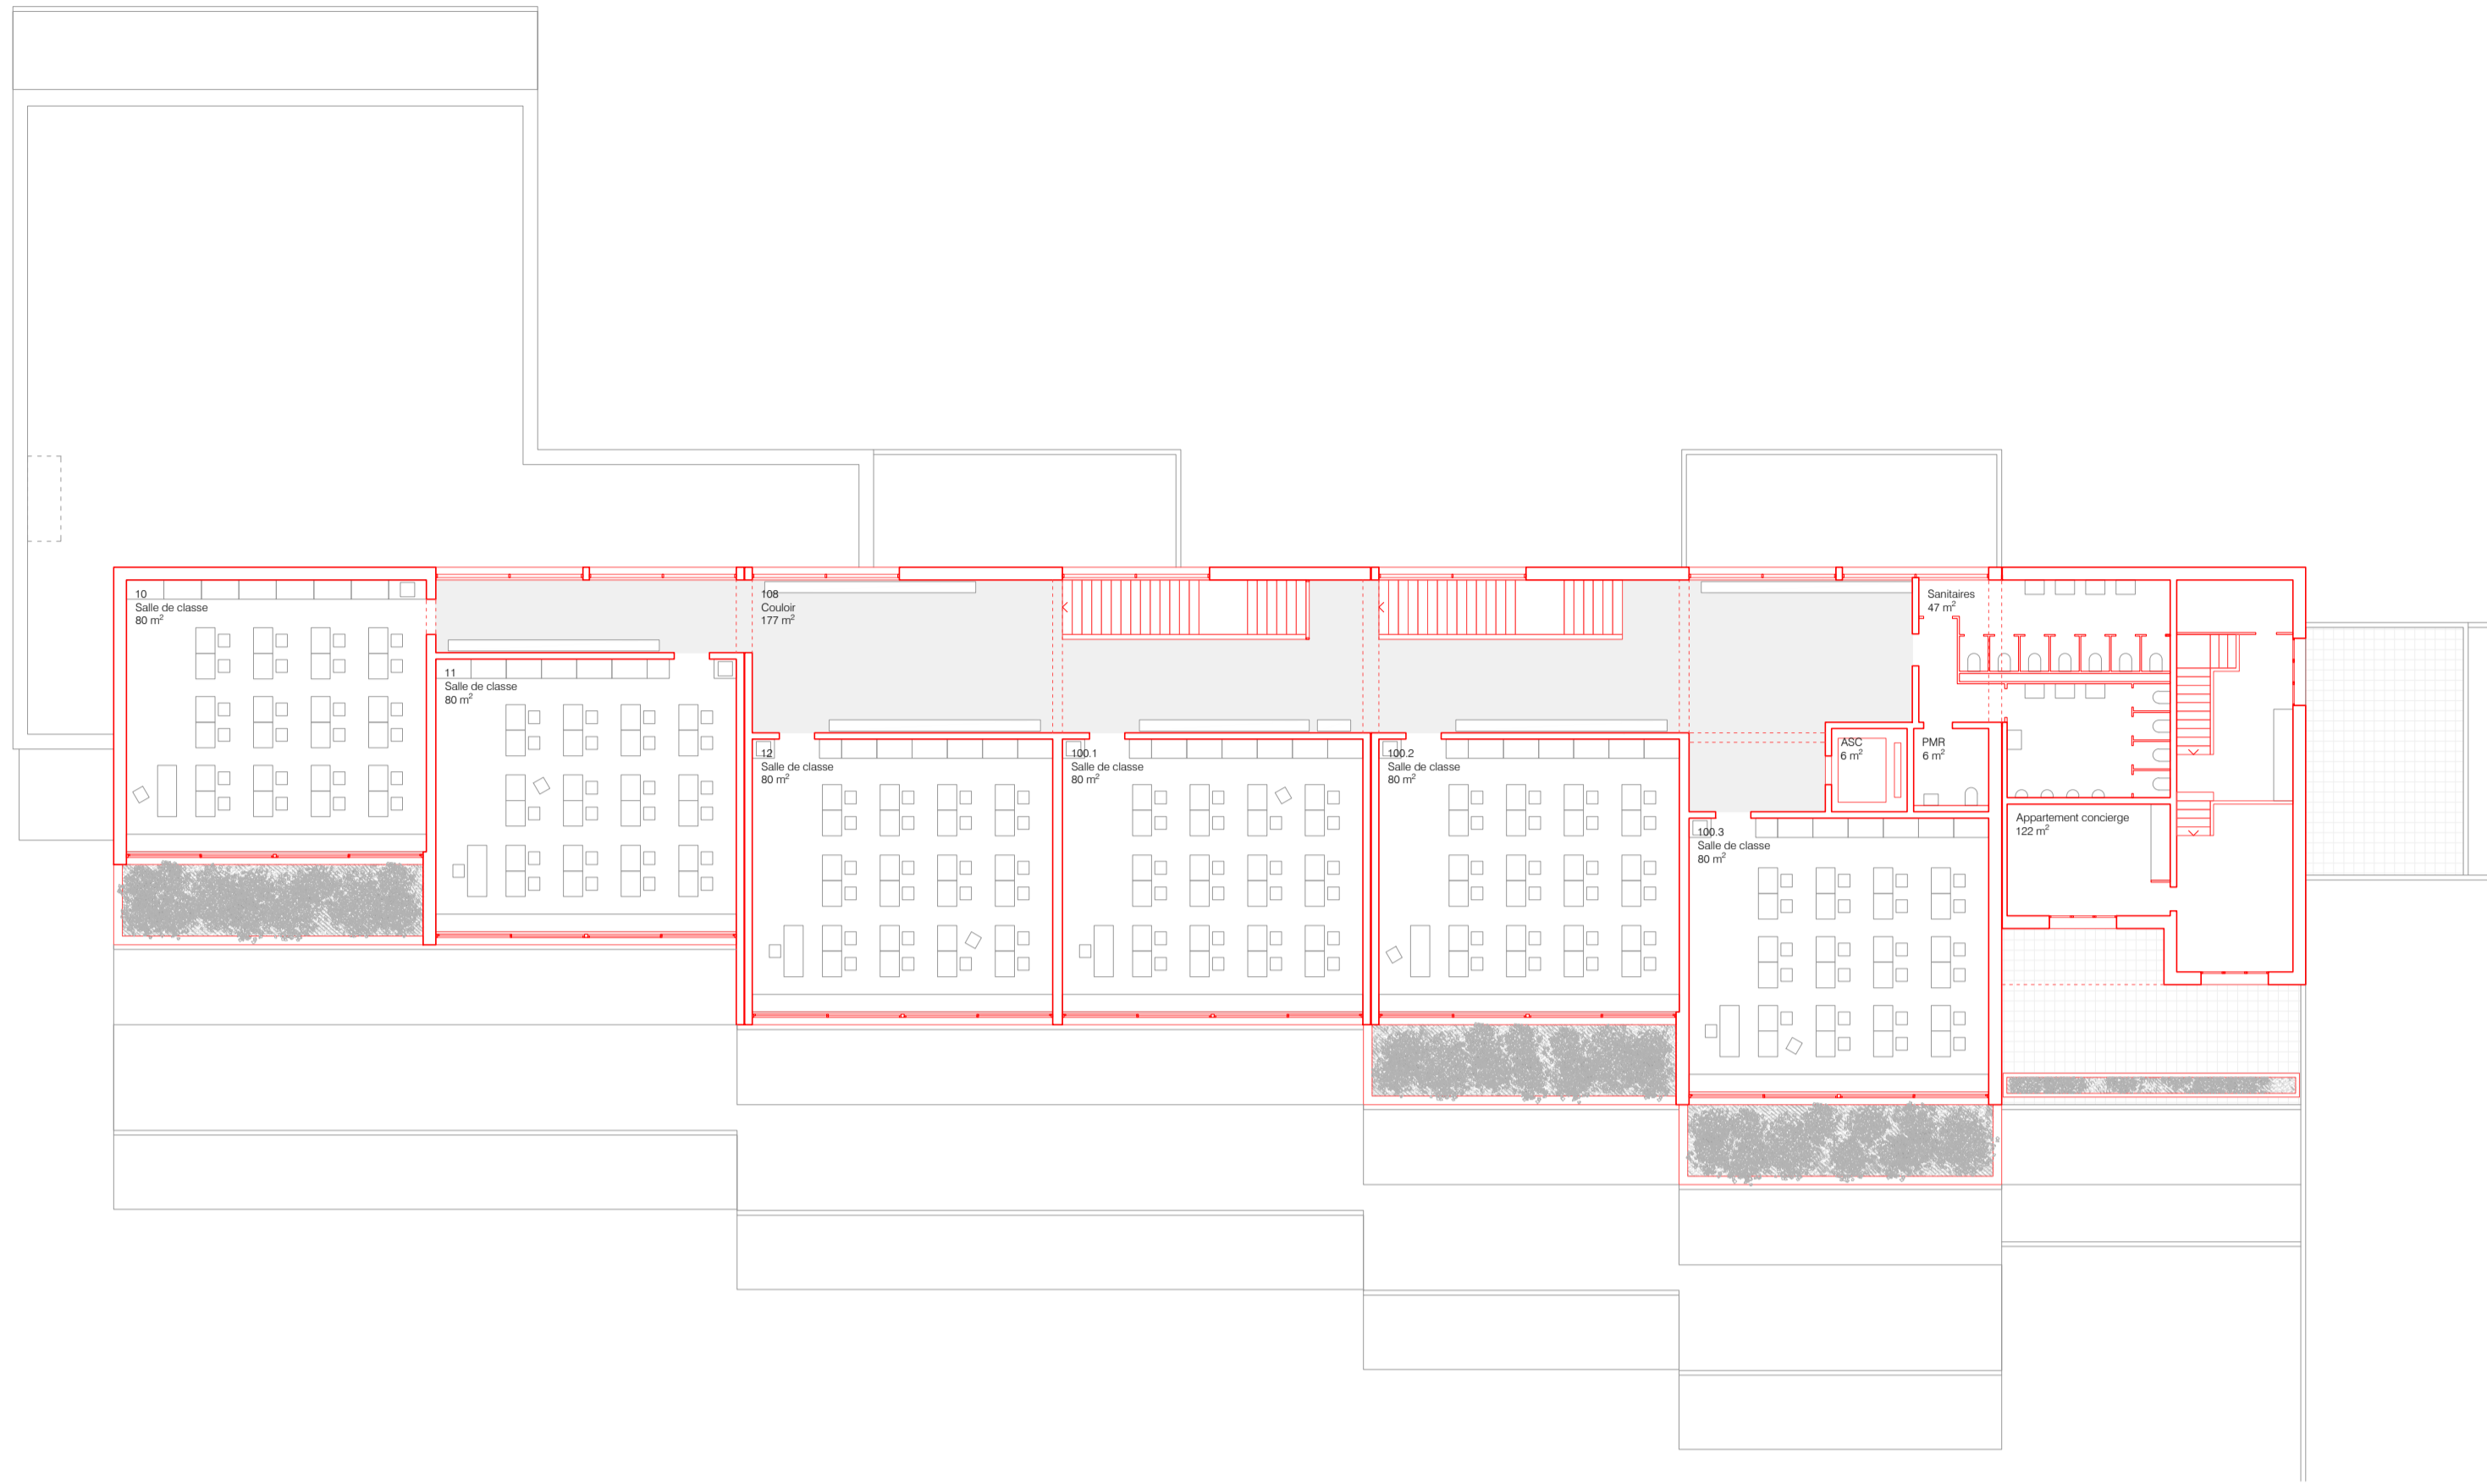 10
Salle de classe
80 m²
11
Salle de classe
80 m²
108
Couloir
177 m²
12
Salle de classe
80 m²
100.1
Salle de classe
80 m²
100.2
Salle de classe
80 m²
100.3
Salle de classe
80 m²
ASC
6 m²
PMR
6 m²
Sanitaires
47 m²
Appartement concierge
122 m²